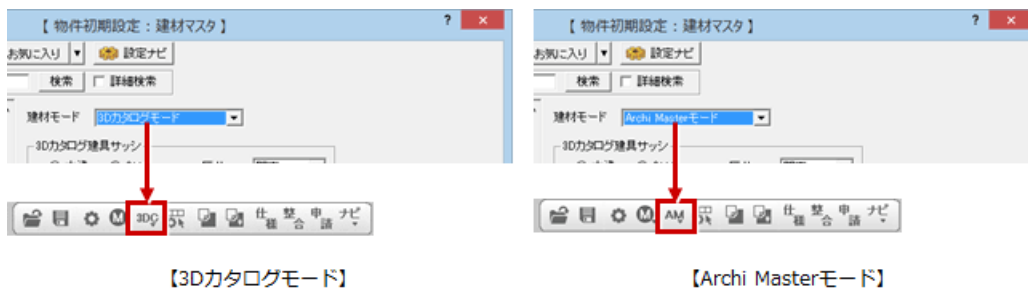 【 物件初期設定：建材マスタ 】
?
×
お気に入り
▼
設定ナビ
検索
詳細検索
建材モード
3Dカタログモード
3Dカタログ建具サッシ
3DC
仕様
整合
申請
ナビ
【3Dカタログモード】
【 物件初期設定：建材マスタ 】
?
×
お気に入り
▼
設定ナビ
検索
詳細検索
建材モード
Archi Masterモード
3Dカタログ建具サッシ
M
AM
仕様
整合
申請
ナビ
【Archi Masterモード】